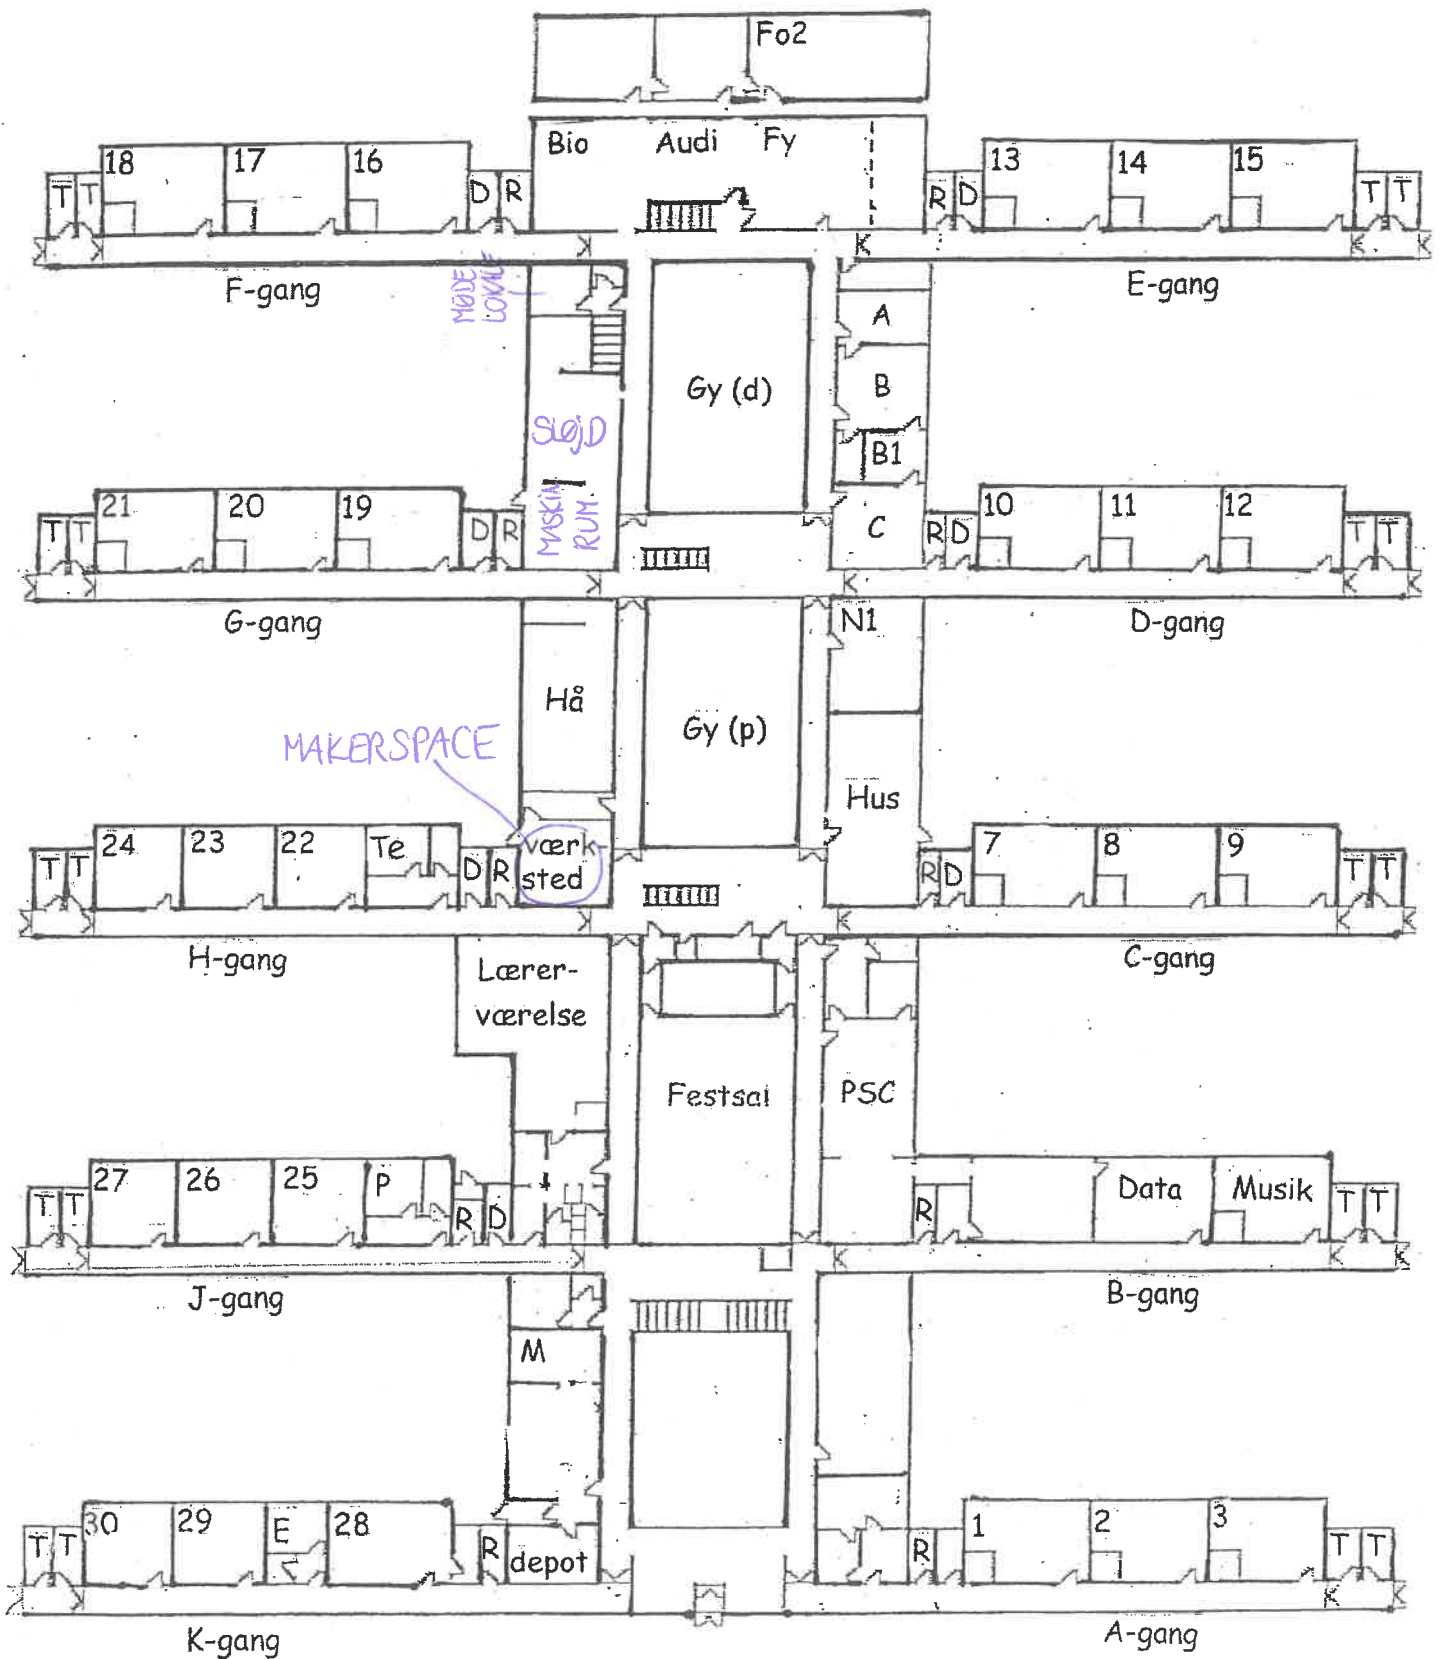 Fo2
Bio Audi Fy
T T 18 17 16 D R
R D 13 14 15 T T
F-gang
E-gang
MØDE
LOKALE
A
Gy (d)
B
SLØJD
B1
MASKIN
RUM.
C
T T 21 20 19 D R
R D 10 11 12 T T
G-gang
D-gang
N1
Hå
Gy (p)
MAKERSPACE
Hus
T T 24 23 22 Te D R
værk-
sted
R D 7 8 9 T T
H-gang
C-gang
Lærer-
værelse
Festsal
PSC
T T 27 26 25 P R D
R Data Musik T T
J-gang
B-gang
M
T T 30 29 E 28 R depot
R 1 2 3 T T
K-gang
A-gang